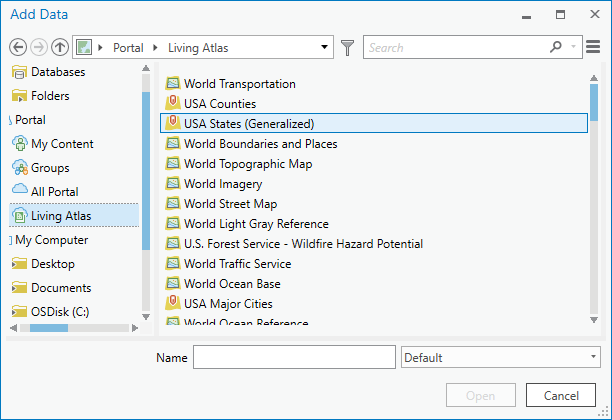 Add Data
Portal Living Atlas
Search
Databases
Folders
Portal
My Content
Groups
All Portal
Living Atlas
My Computer
Desktop
Documents
OSDisk (C:)
World Transportation
USA Counties
USA States (Generalized)
World Boundaries and Places
World Topographic Map
World Imagery
World Street Map
World Light Gray Reference
U.S. Forest Service - Wildfire Hazard Potential
World Traffic Service
World Ocean Base
USA Major Cities
World Ocean Reference
Name
Default
Open
Cancel